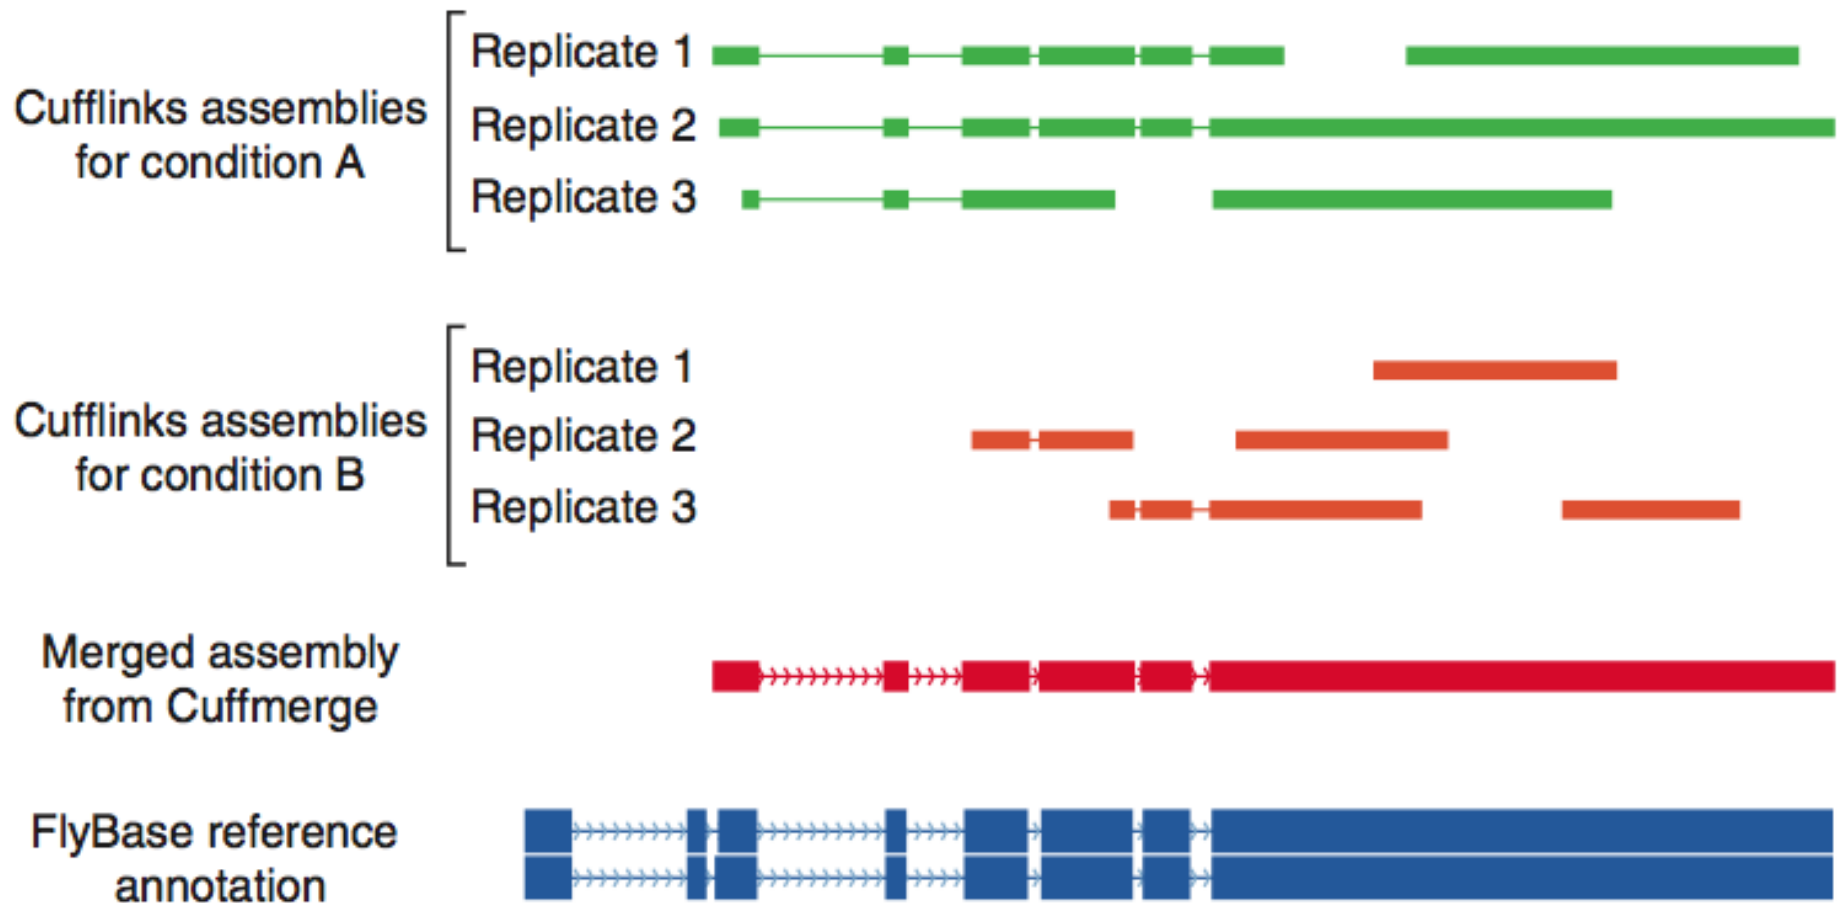 Cufflinks assemblies
for condition A
Replicate 1
Replicate 2
Replicate 3
Cufflinks assemblies
for condition B
Replicate 1
Replicate 2
Replicate 3
Merged assembly
from Cuffmerge
FlyBase reference
annotation